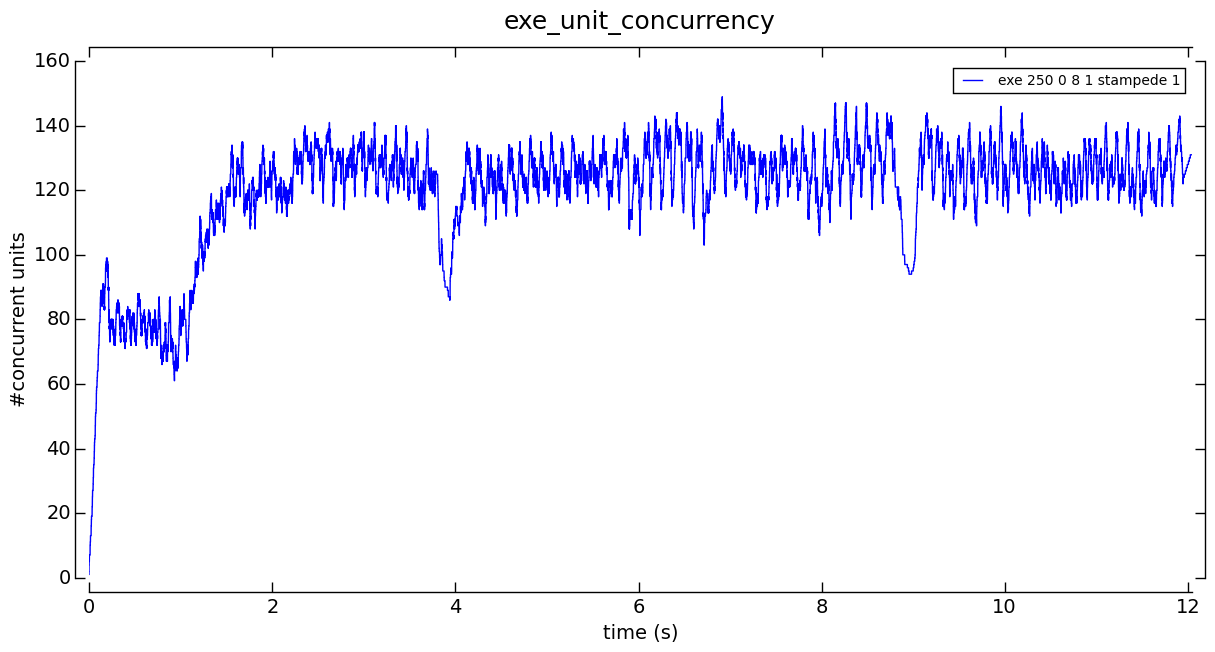 exe_unit_concurrency
160
140
120
100
80
60
40
20
0
#concurrent units
exe 250 0 8 1 stampede 1
0 2 4 6 8 10 12
time (s)